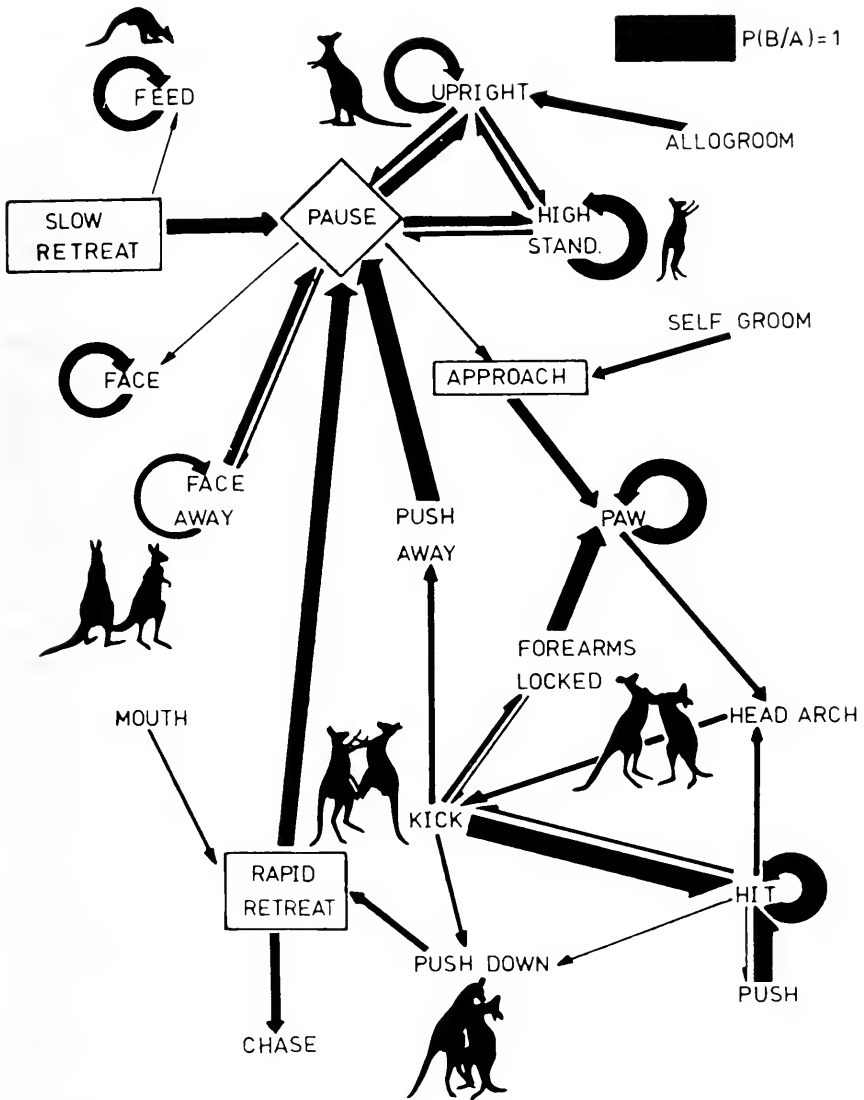 P(B/A)=1
FEED
UPRIGHT
ALLOGROOM
SLOW
RETREAT
PAUSE
HIGH
STAND.
SELF GROOM
FACE
APPROACH
FACE
AWAY
PUSH
AWAY
PAW
FOREARMS
LOCKED
MOUTH
HEAD ARCH
KICK
RAPID
RETREAT
HIT
PUSH DOWN
PUSH
CHASE